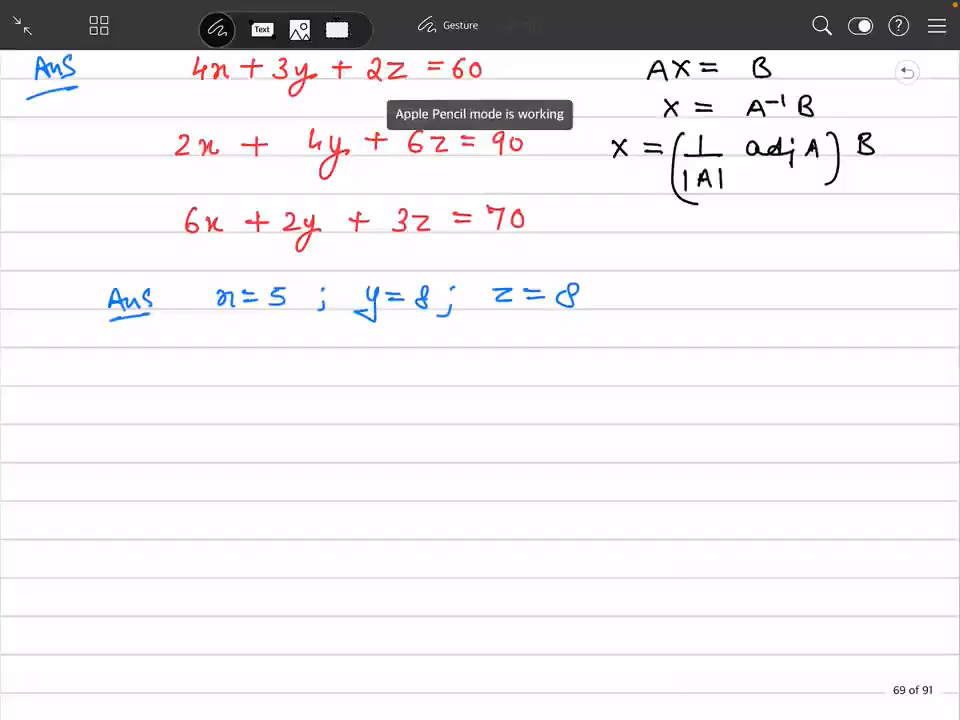 Text
Gesture
Ans 4x + 3y + 2z = 60
AX = B
Apple Pencil mode is working
X = A⁻¹ B
2x + 4y + 6z = 90
X = (1/|A| adj A) B
6x + 2y + 3z = 70
Ans x = 5 ; y = 8 ; z = 8
69 of 91